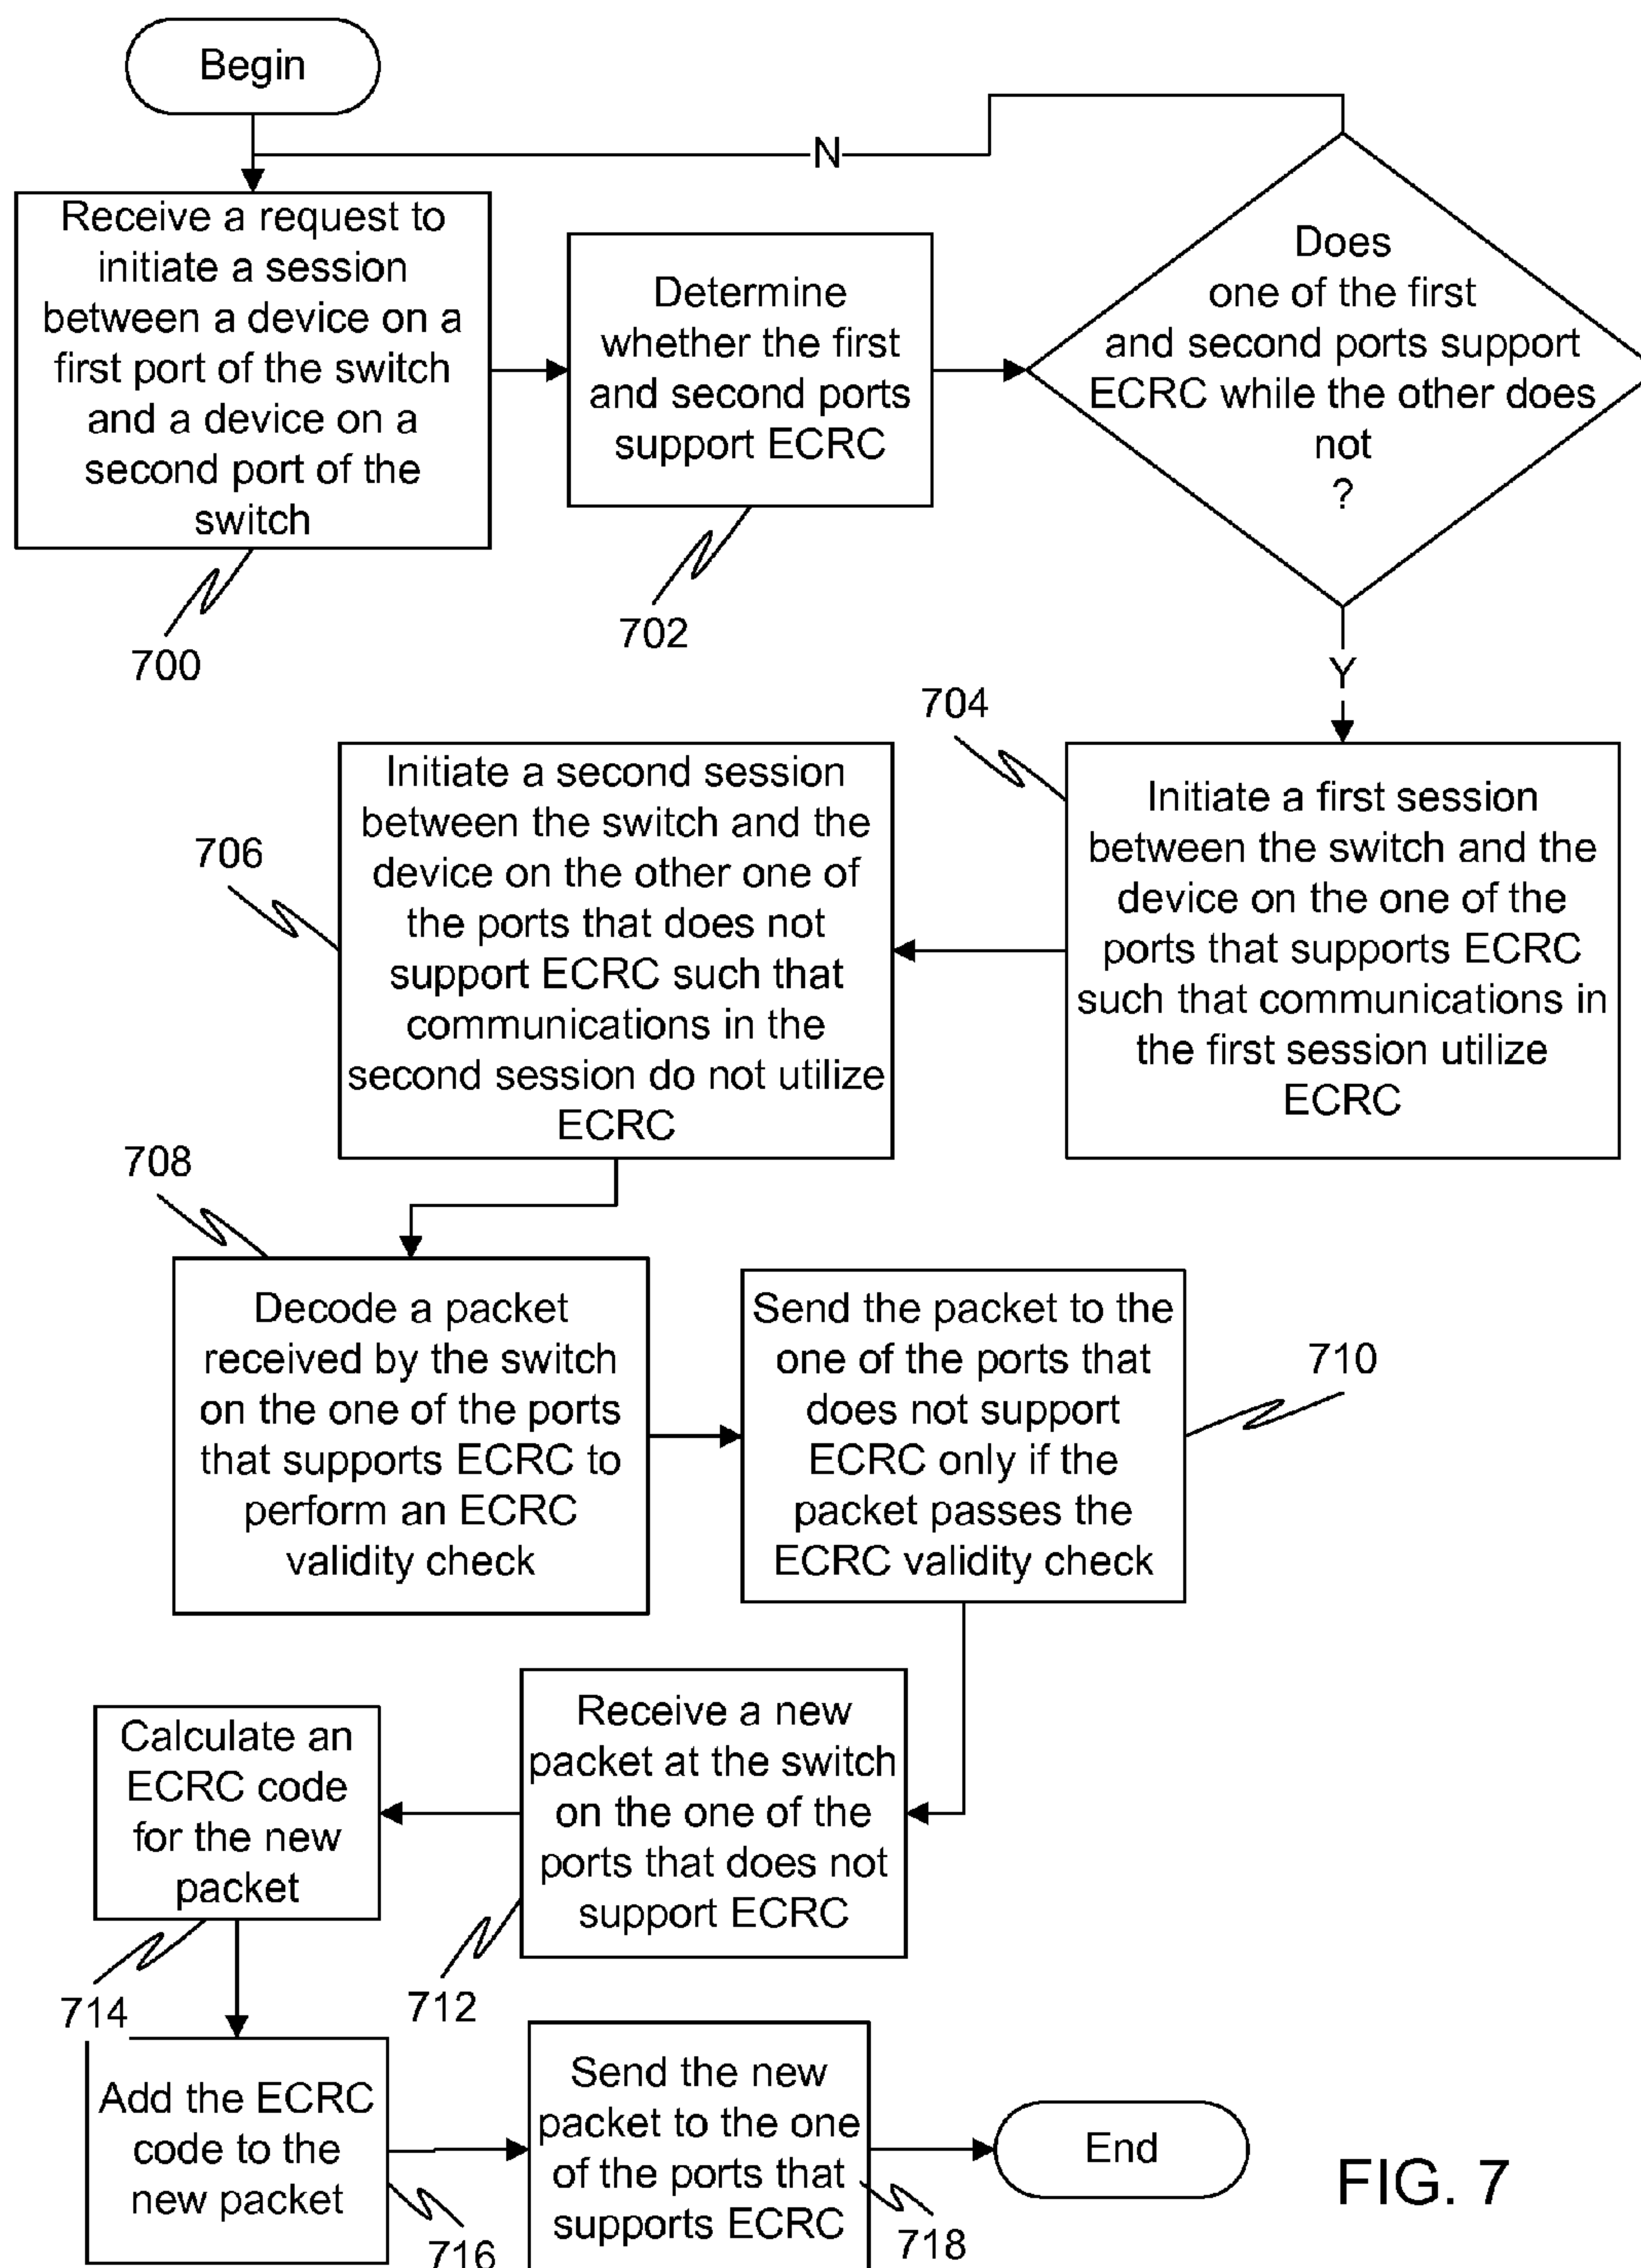 Begin
N
Receive a request to
initiate a session
between a device on a
first port of the switch
and a device on a
second port of the
switch
700
Determine
whether the first
and second ports
support ECRC
702
Does
one of the first
and second ports support
ECRC while the other does
not
?
Y
704
Initiate a first session
between the switch and the
device on the one of the
ports that supports ECRC
such that communications in
the first session utilize
ECRC
706
Initiate a second session
between the switch and the
device on the other one of
the ports that does not
support ECRC such that
communications in the
second session do not utilize
ECRC
708
Decode a packet
received by the switch
on the one of the ports
that supports ECRC to
perform an ECRC
validity check
Send the packet to the
one of the ports that
does not support
ECRC only if the
packet passes the
ECRC validity check
710
Receive a new
packet at the switch
on the one of the
ports that does not
support ECRC
712
Calculate an
ECRC code
for the new
packet
714
Add the ECRC
code to the
new packet
716
Send the new
packet to the one
of the ports that
supports ECRC
718
End
FIG. 7